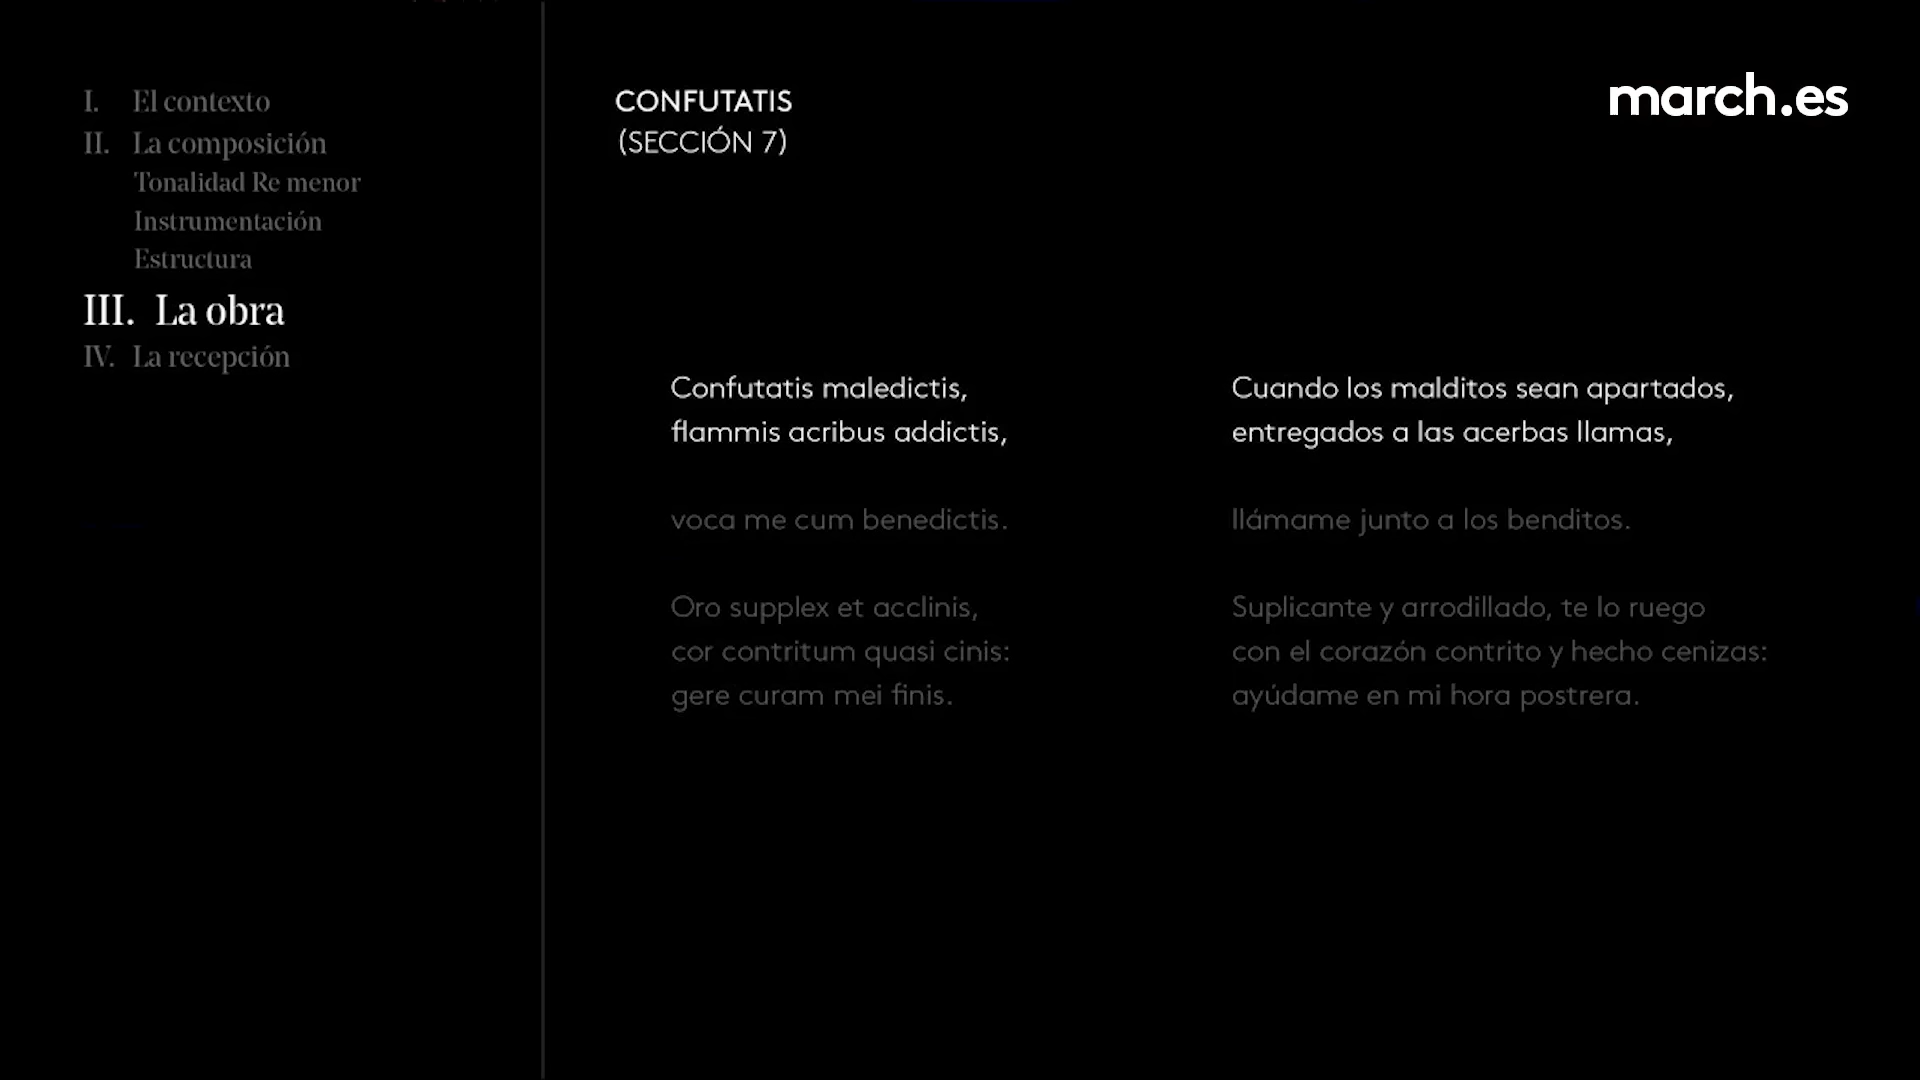 I. El contexto
II. La composición
Tonalidad Re menor
Instrumentación
Estructura
III. La obra
IV. La recepción
CONFUTATIS
(SECCIÓN 7)
march.es
Confutatis maledictis,
flammis acribus addictis,
voca me cum benedictis.
Oro supplex et acclinis,
cor contritum quasi cinis:
gere curam mei finis.
Cuando los malditos sean apartados,
entregados a las acerbas llamas,
llámame junto a los benditos.
Suplicante y arrodillado, te lo ruego
con el corazón contrito y hecho cenizas:
ayúdame en mi hora postrera.